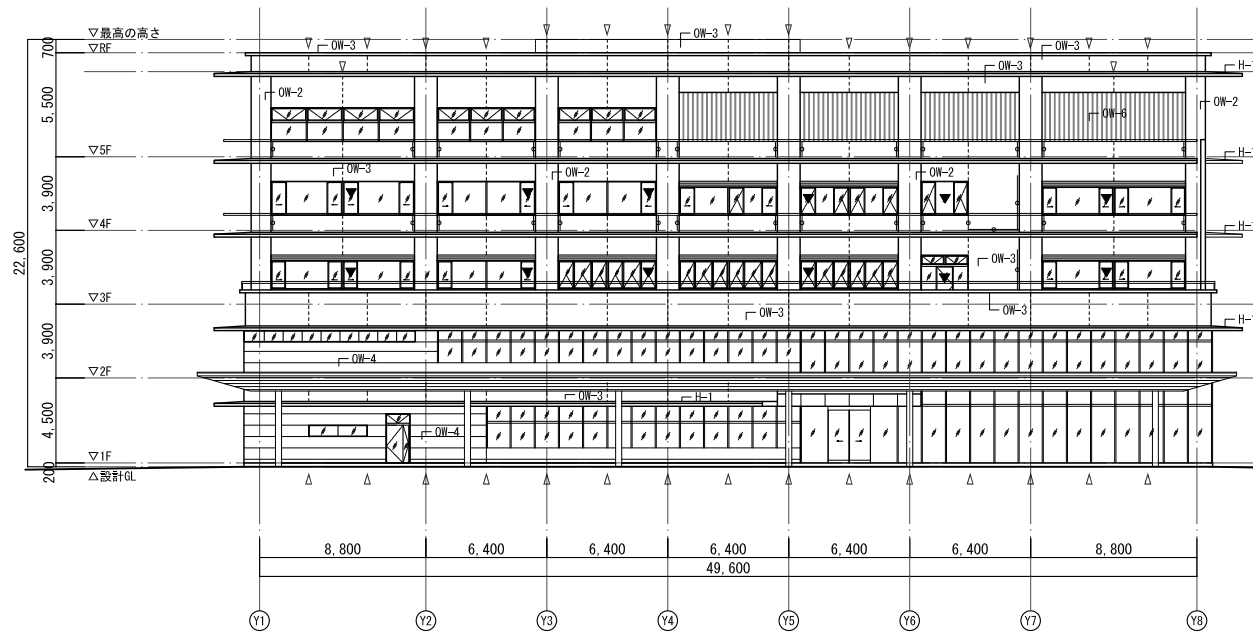 ▽最高の高さ
OW-3
OW-3
700
▽RF
OW-3
OW-3
H-1
OW-2
OW-6
OW-2
5,500
▽5F
OW-3
OW-2
OW-2
3,900
▽4F
22,600
OW-3
3,900
▽3F
OW-3
OW-3
3,900
OW-4
▽2F
OW-3
H-1
4,500
OW-4
▽1F
200
△設計GL
8,800
6,400
6,400
6,400
6,400
6,400
8,800
49,600
Y1
Y2
Y3
Y4
Y5
Y6
Y7
Y8